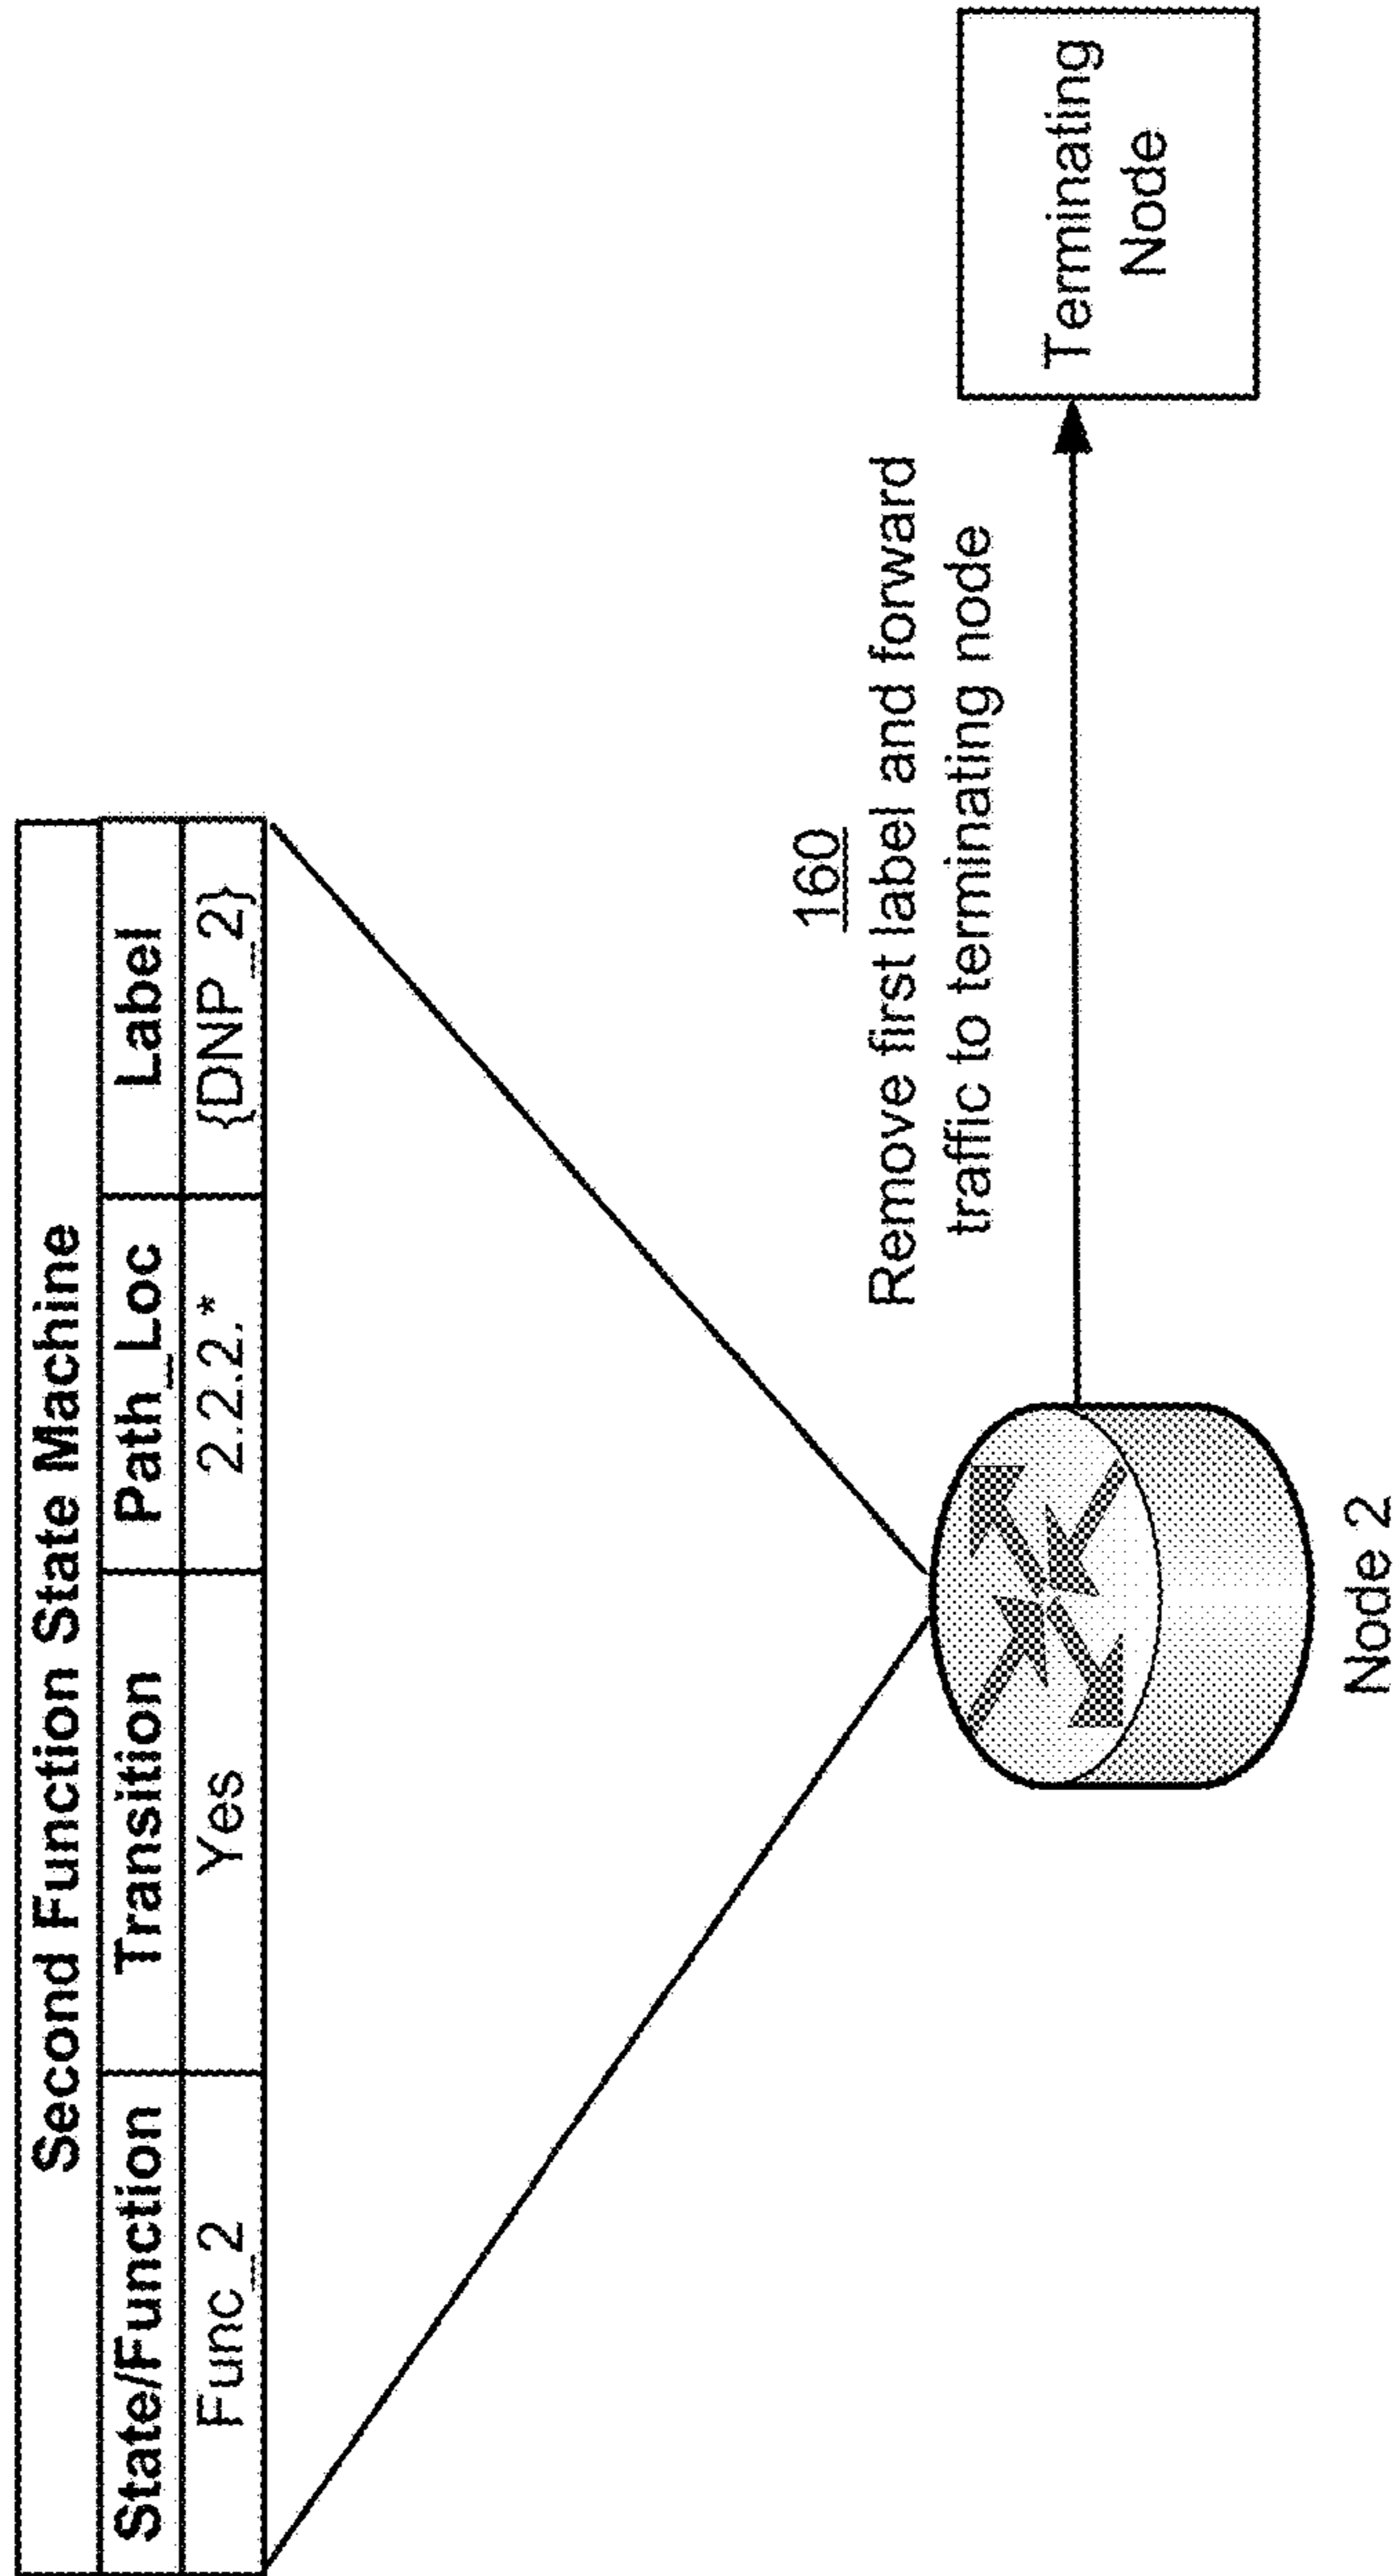 Second Function State Machine
State/Function Transition Path_Loc Label
Func_2 Yes 2.2.2.* {DNP_2}
160
Remove first label and forward
traffic to terminating node
Terminating
Node
Node 2